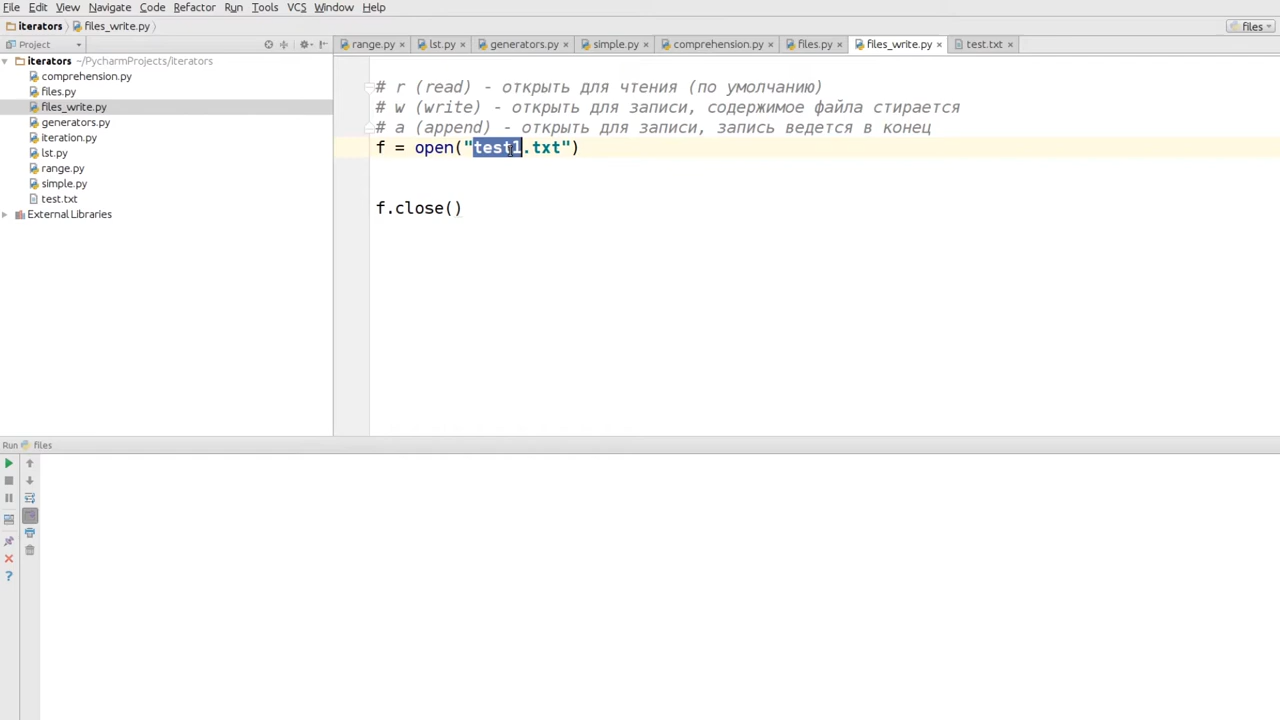 File Edit View Navigate Code Refactor Run Tools VCS Window Help
iterators files_write.py files
Project range.py lst.py generators.py simple.py comprehension.py files.py files_write.py test.txt
iterators ~/PycharmProjects/iterators
comprehension.py
files.py
files_write.py
generators.py
iteration.py
lst.py
range.py
simple.py
test.txt
External Libraries
# r (read) - открыть для чтения (по умолчанию)
# w (write) - открыть для записи, содержимое файла стирается
# a (append) - открыть для записи, запись ведется в конец
f = open("test1.txt")
f.close()
Run files